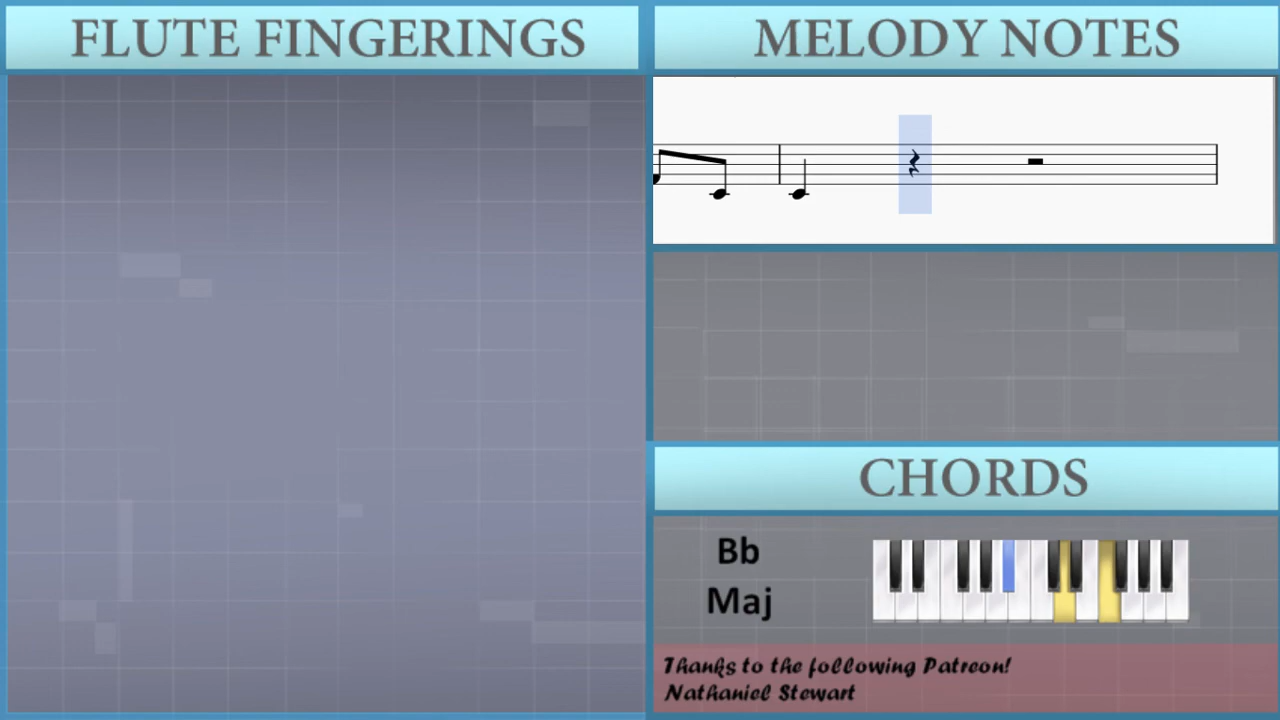 FLUTE FINGERINGS
MELODY NOTES
CHORDS
Bb
Maj
Thanks to the following Patreon!
Nathaniel Stewart